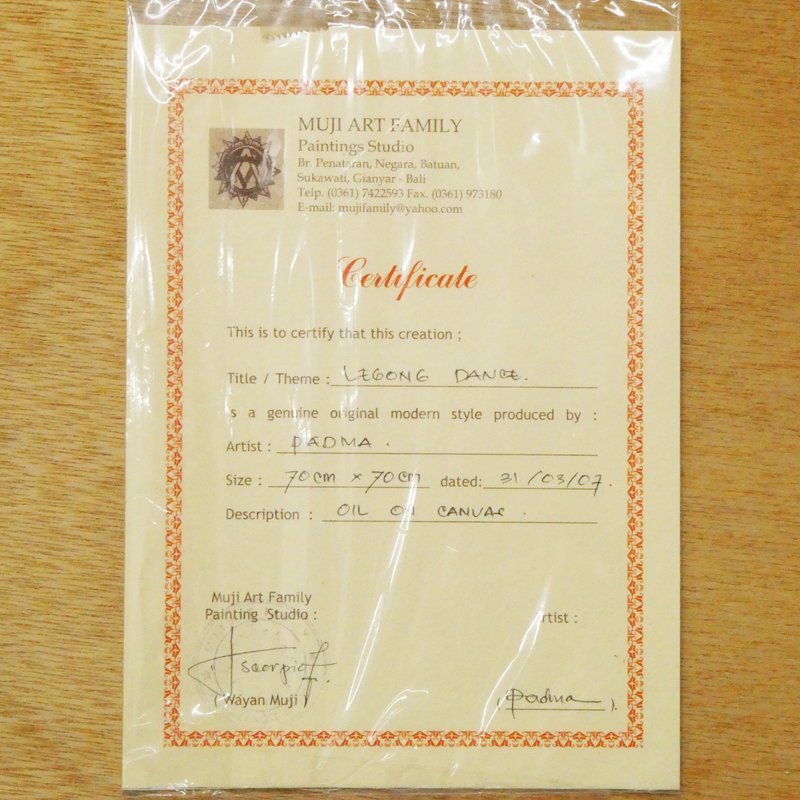 MUJI ART FAMILY
Paintings Studio
Br. Penataran, Negara, Batuan,
Sukawati, Gianyar - Bali
Telp. (0361) 7422593 Fax. (0361) 973180
E-mail: mujifamily@yahoo.com
Certificate
This is to certify that this creation ;
Title / Theme : LEGONG DANCE.
is a genuine original modern style produced by :
Artist : PADMA .
Size : 70cm x 70cm dated: 31/03/07.
Description : OIL ON CANVAS .
Muji Art Family
Painting Studio :
rtist :
scorpio
( Wayan Muji )
( Padma ).